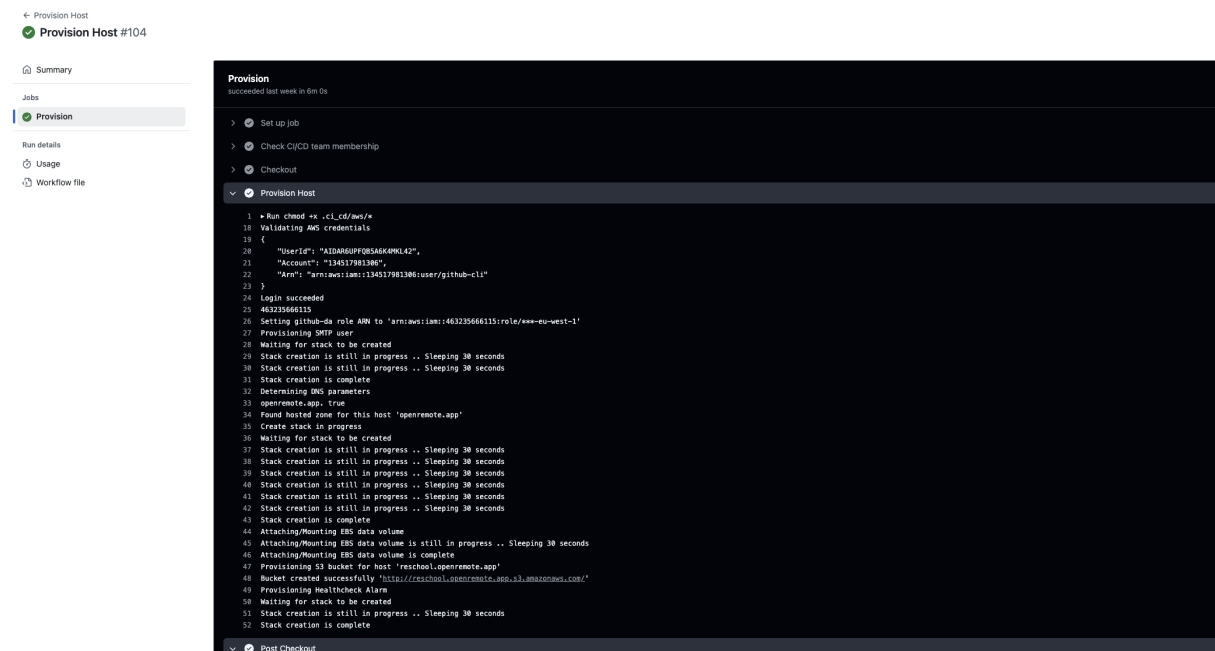 ← Provision Host
Provision Host #104
Summary
Jobs
Provision
Run details
Usage
Workflow file
Provision
succeeded last week in 6m 0s
Set up job
Check CI/CD team membership
Checkout
Provision Host
1 ▸ Run chmod +x .ci_cd/aws/*
18 Validating AWS credentials
19 {
20 "UserId": "AIDAR6UPFQB5A6K4MKL42",
21 "Account": "134517981306",
22 "Arn": "arn:aws:iam::134517981306:user/github-cli"
23 }
24 Login succeeded
25 463235666115
26 Setting github-da role ARN to 'arn:aws:iam::463235666115:role/***-eu-west-1'
27 Provisioning SMTP user
28 Waiting for stack to be created
29 Stack creation is still in progress .. Sleeping 30 seconds
30 Stack creation is still in progress .. Sleeping 30 seconds
31 Stack creation is complete
32 Determining DNS parameters
33 openremote.app. true
34 Found hosted zone for this host 'openremote.app'
35 Create stack in progress
36 Waiting for stack to be created
37 Stack creation is still in progress .. Sleeping 30 seconds
38 Stack creation is still in progress .. Sleeping 30 seconds
39 Stack creation is still in progress .. Sleeping 30 seconds
40 Stack creation is still in progress .. Sleeping 30 seconds
41 Stack creation is still in progress .. Sleeping 30 seconds
42 Stack creation is still in progress .. Sleeping 30 seconds
43 Stack creation is complete
44 Attaching/Mounting EBS data volume
45 Attaching/Mounting EBS data volume is still in progress .. Sleeping 30 seconds
46 Attaching/Mounting EBS data volume is complete
47 Provisioning S3 bucket for host 'reschool.openremote.app'
48 Bucket created successfully 'http://reschool.openremote.app.s3.amazonaws.com/'
49 Provisioning Healthcheck Alarm
50 Waiting for stack to be created
51 Stack creation is still in progress .. Sleeping 30 seconds
52 Stack creation is complete
Post Checkout